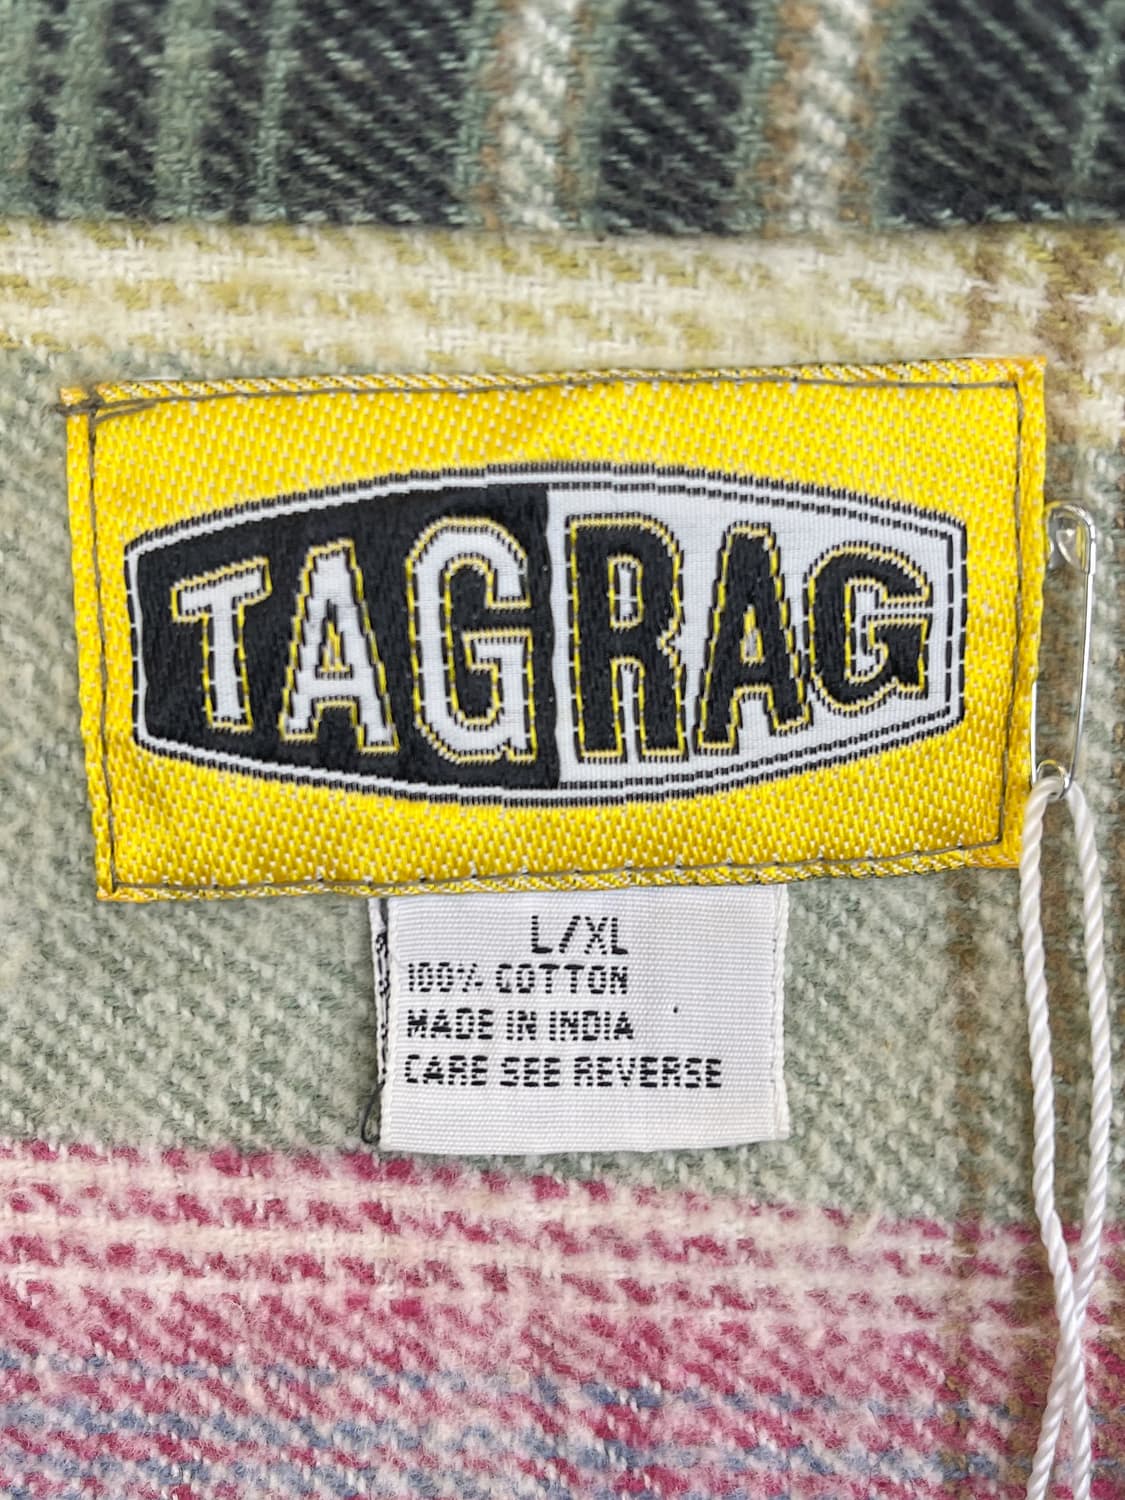 TAGRAG
L/XL
100% COTTON
MADE IN INDIA
CARE SEE REVERSE